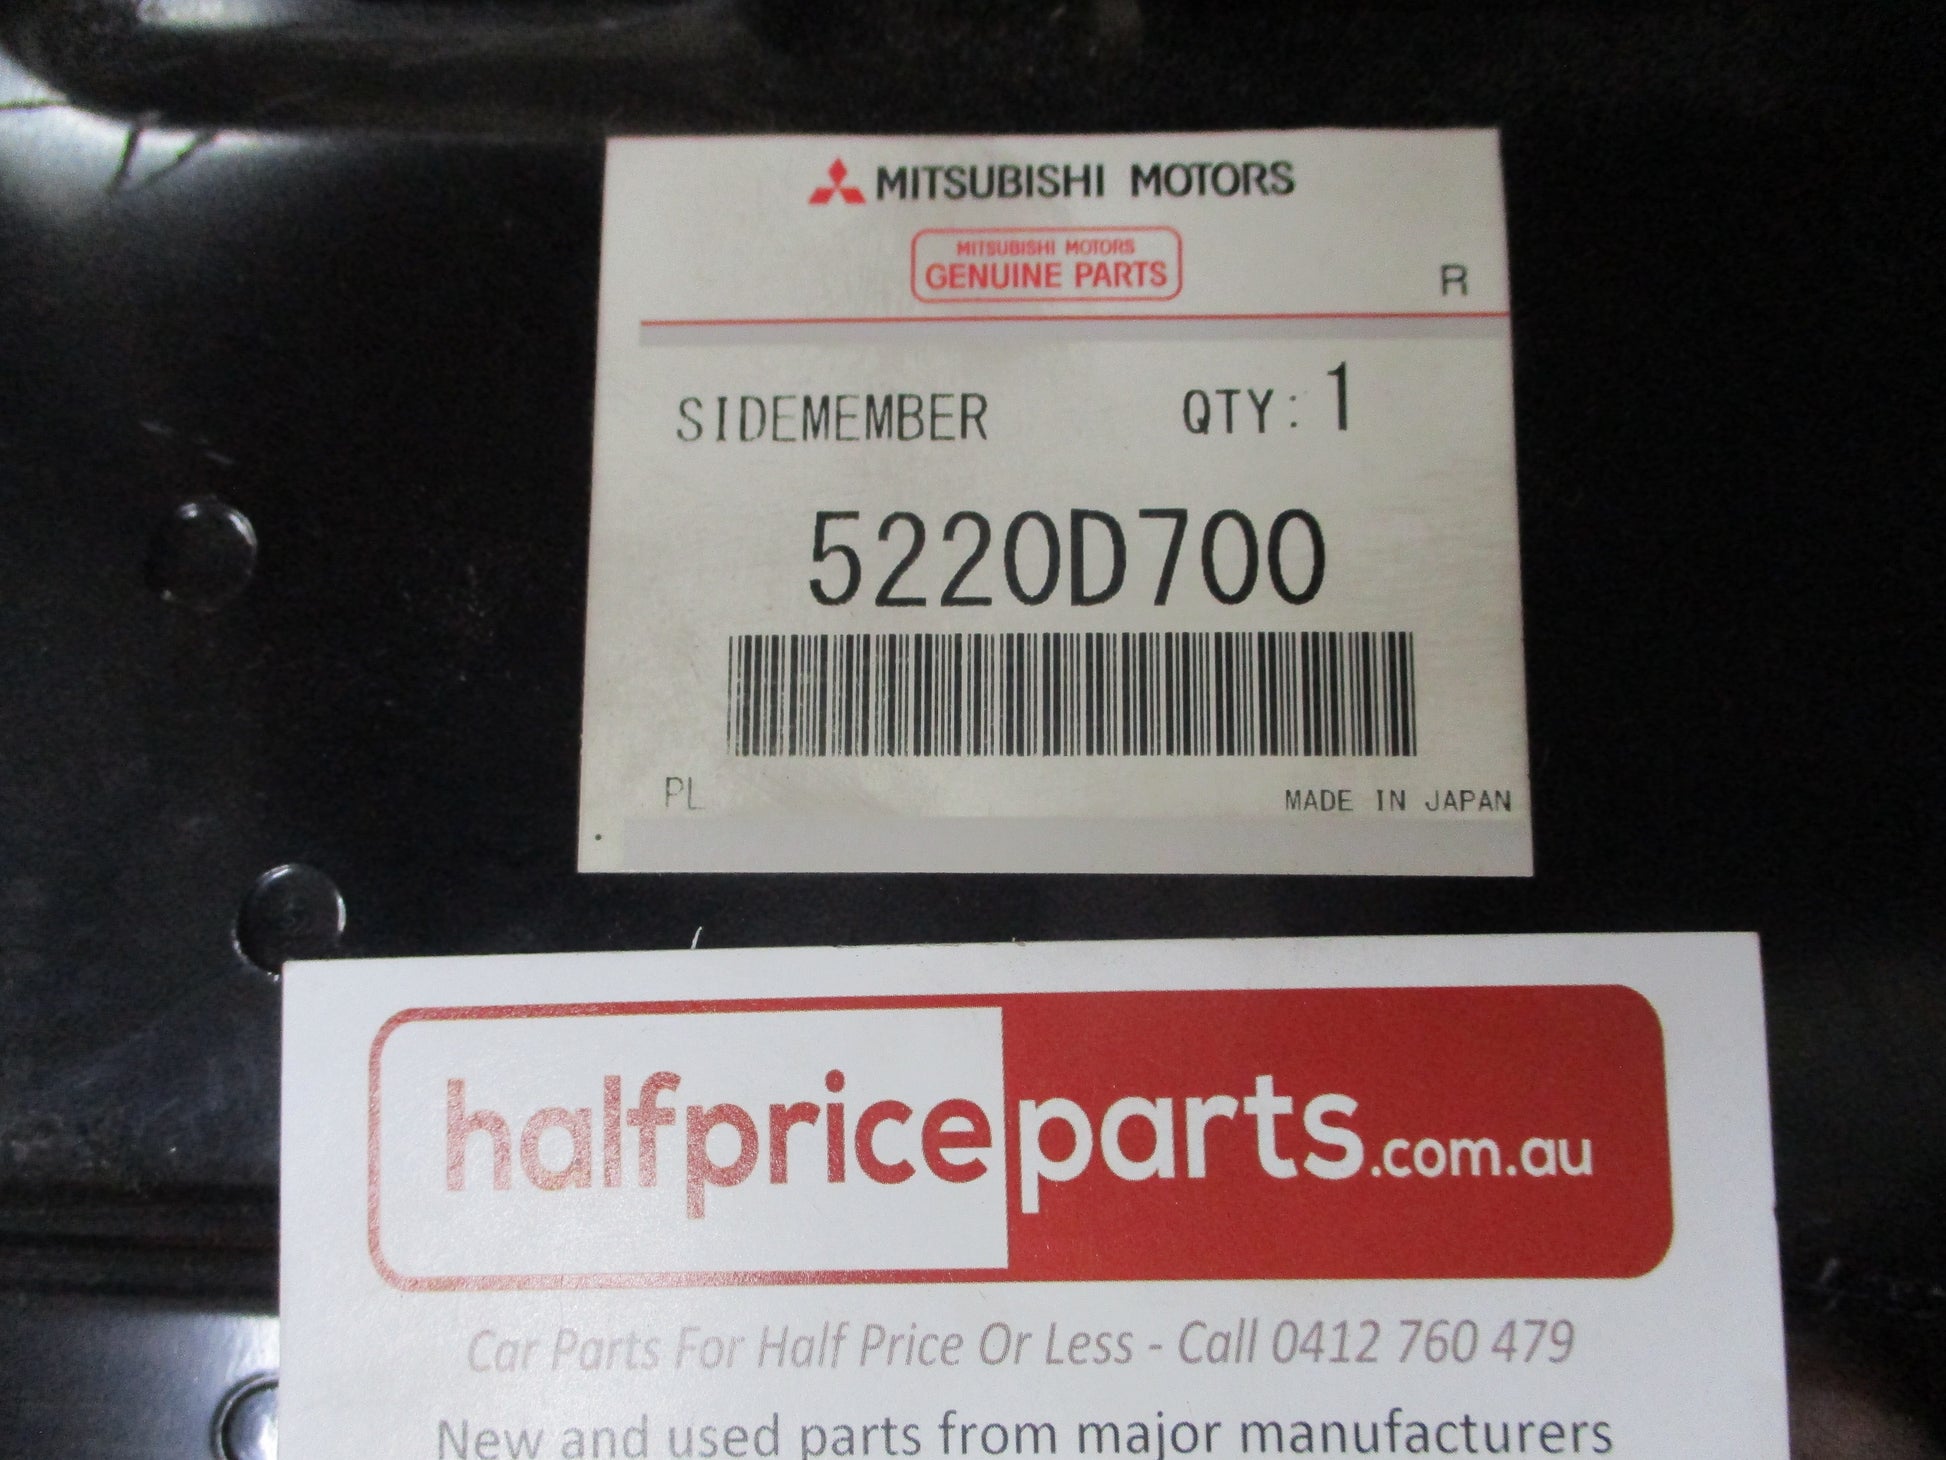 MITSUBISHI MOTORS
MITSUBISHI MOTORS
GENUINE PARTS
R
SIDEMEMBER QTY: 1
5220D700
PL MADE IN JAPAN
halfpriceparts.com.au
Car Parts For Half Price Or Less - Call 0412 760 479
New and used parts from major manufacturers